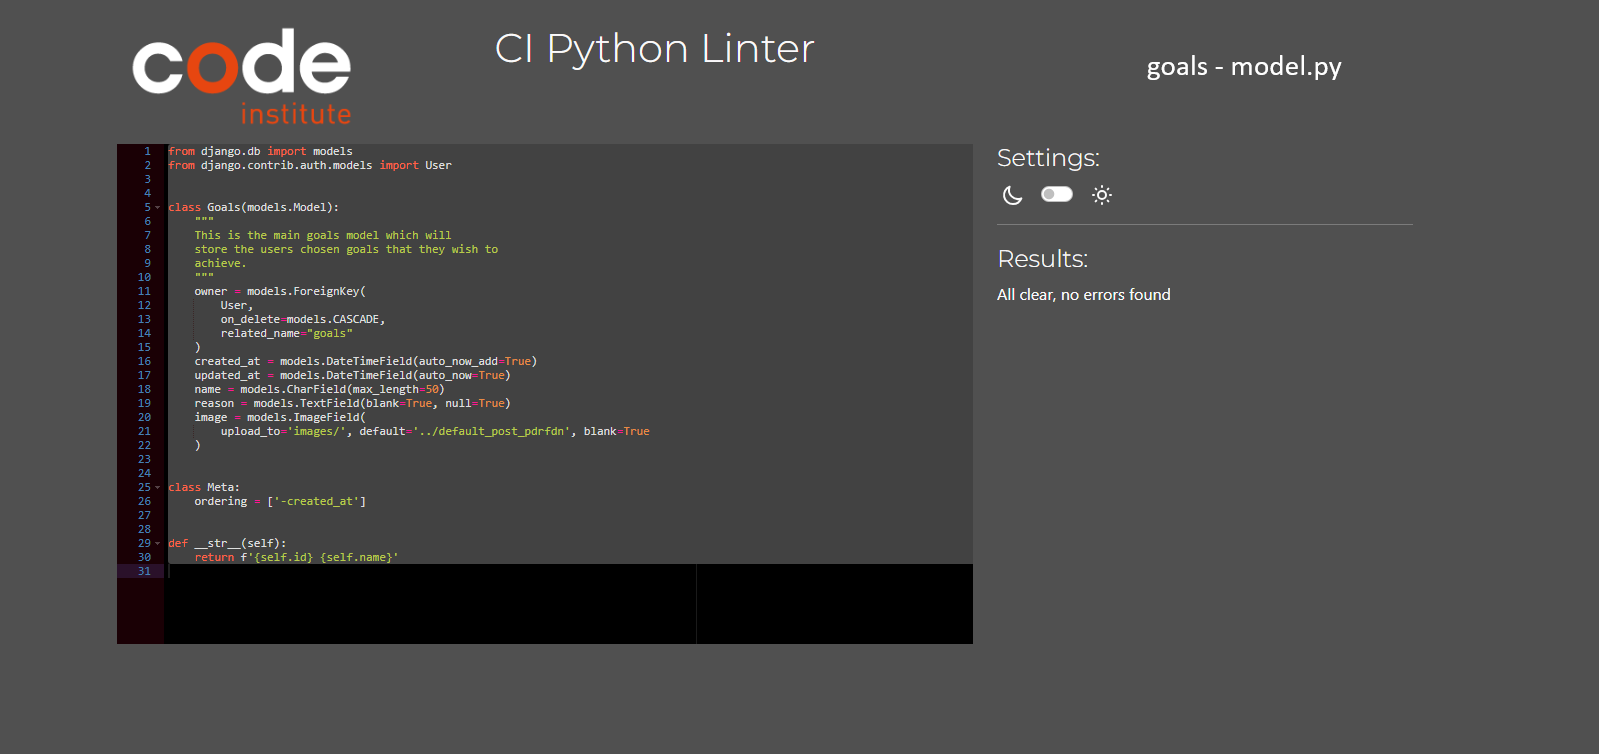 code
institute
CI Python Linter
goals - model.py
1 from django.db import models
2 from django.contrib.auth.models import User
3
4
5 class Goals(models.Model):
6     """
7     This is the main goals model which will
8     store the users chosen goals that they wish to
9     achieve.
10     """
11     owner = models.ForeignKey(
12         User,
13         on_delete=models.CASCADE,
14         related_name="goals"
15     )
16     created_at = models.DateTimeField(auto_now_add=True)
17     updated_at = models.DateTimeField(auto_now=True)
18     name = models.CharField(max_length=50)
19     reason = models.TextField(blank=True, null=True)
20     image = models.ImageField(
21         upload_to='images/', default='../default_post_pdrfdn', blank=True
22     )
23
24
25 class Meta:
26     ordering = ['-created_at']
27
28
29 def __str__(self):
30     return f'{self.id} {self.name}'
31
Settings:
Results:
All clear, no errors found